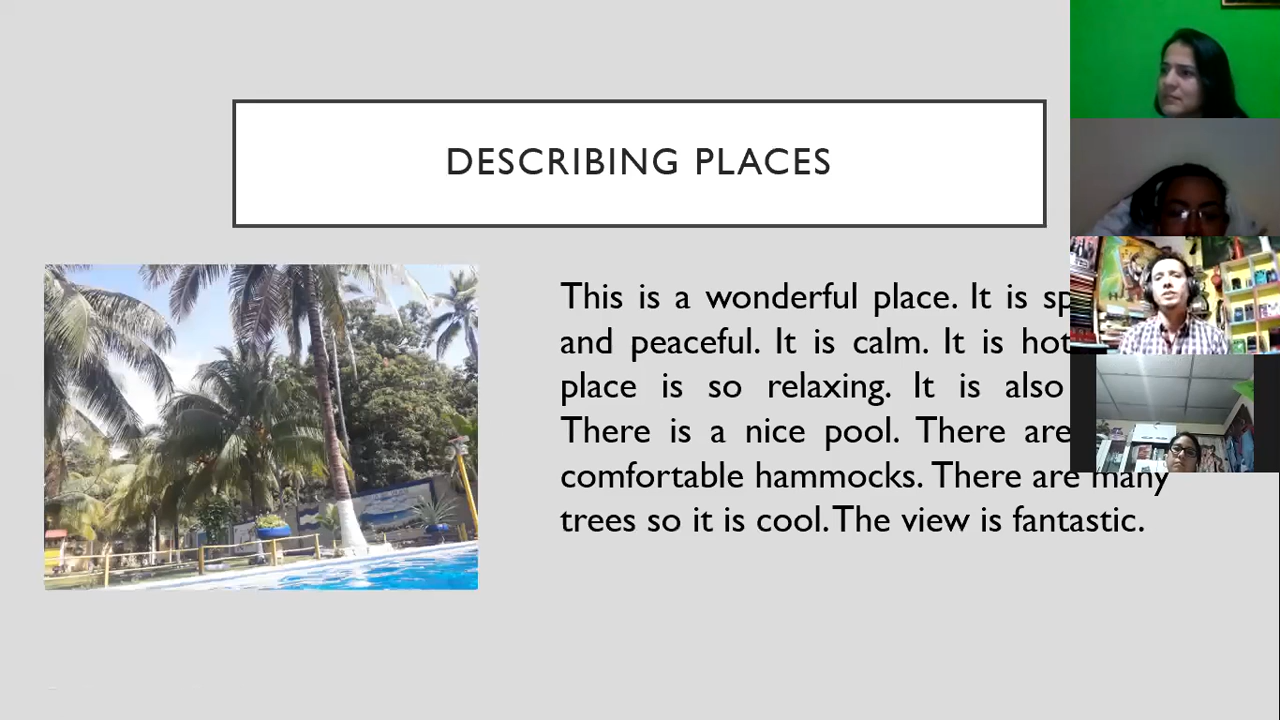 DESCRIBING PLACES
This is a wonderful place. It is
and peaceful. It is calm. It is hot
place is so relaxing. It is also
There is a nice pool. There are
comfortable hammocks. There are many
trees so it is cool. The view is fantastic.